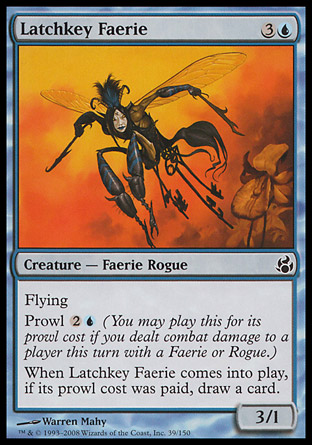 Latchkey Faerie 3
Creature — Faerie Rogue
Flying
Prowl 2 (You may play this for its
prowl cost if you dealt combat damage to a
player this turn with a Faerie or Rogue.)
When Latchkey Faerie comes into play,
if its prowl cost was paid, draw a card.
Warren Mahy
3/1
™ & © 1993–2008 Wizards of the Coast, Inc. 39/150